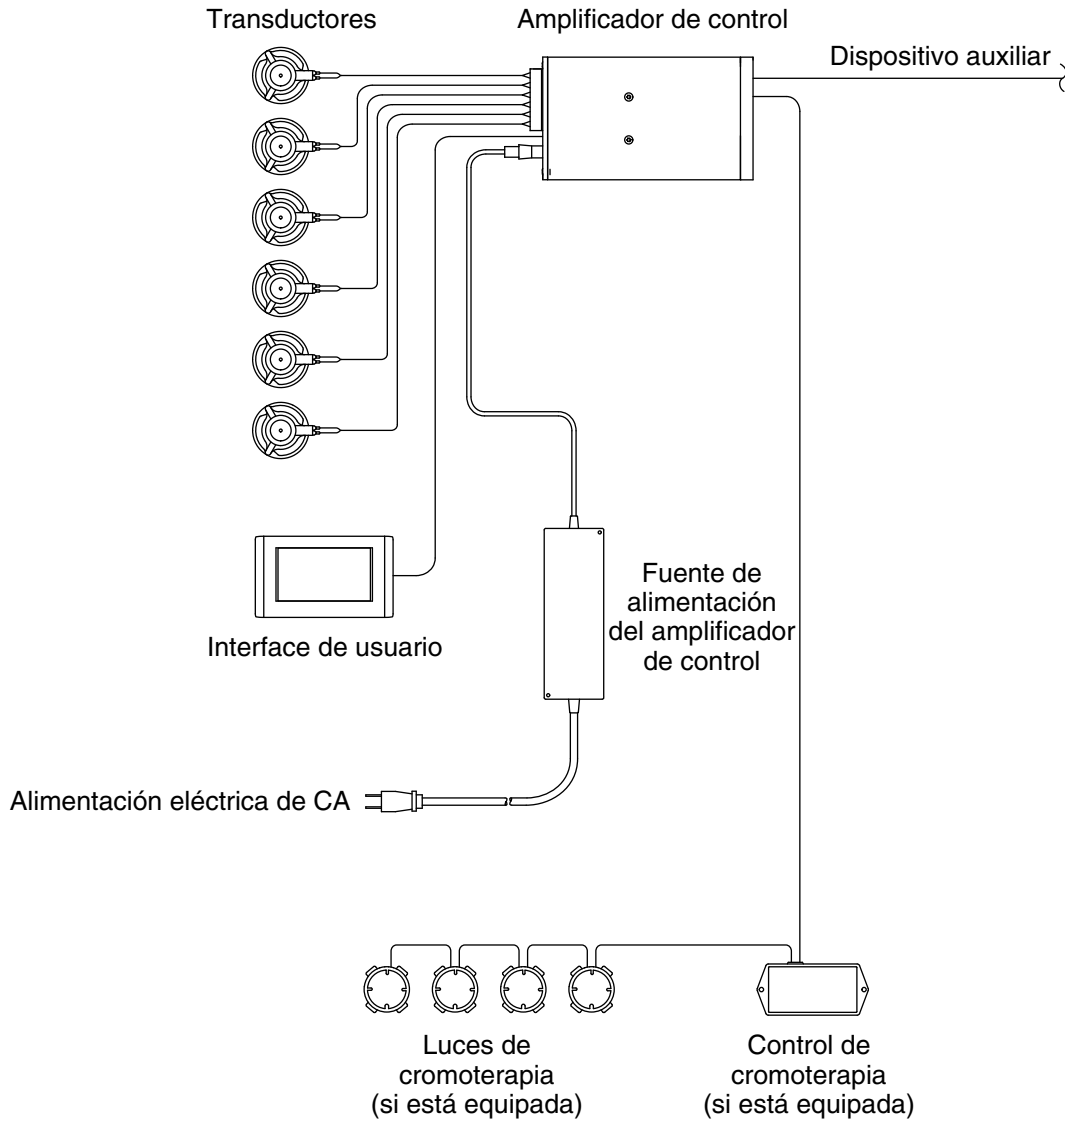 Transductores
Amplificador de control
Dispositivo auxiliar
Fuente de
alimentación
del amplificador
de control
Interface de usuario
Alimentación eléctrica de CA
Luces de
cromoterapia
(si está equipada)
Control de
cromoterapia
(si está equipada)